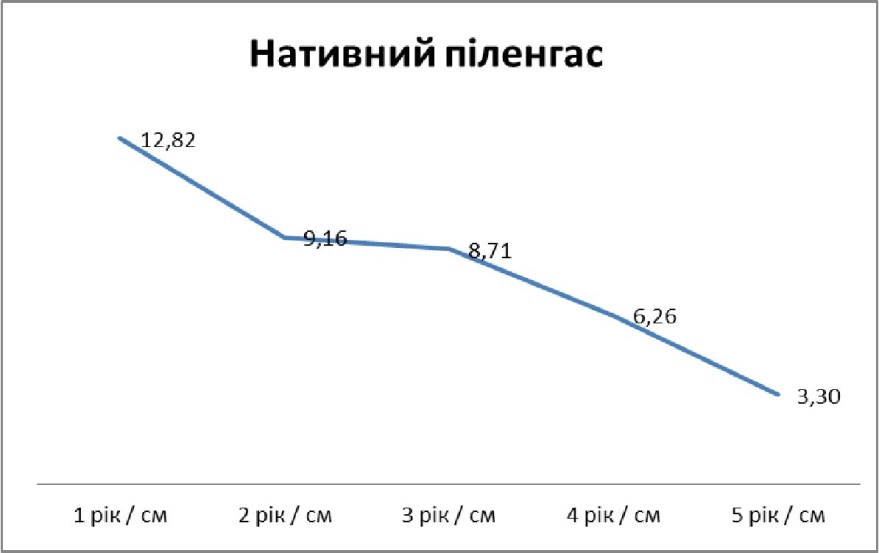 Нативний піленгас
12,82
9,16
8,71
6,26
3,30
1 рік / см 2 рік / см 3 рік / см 4 рік / см 5 рік / см